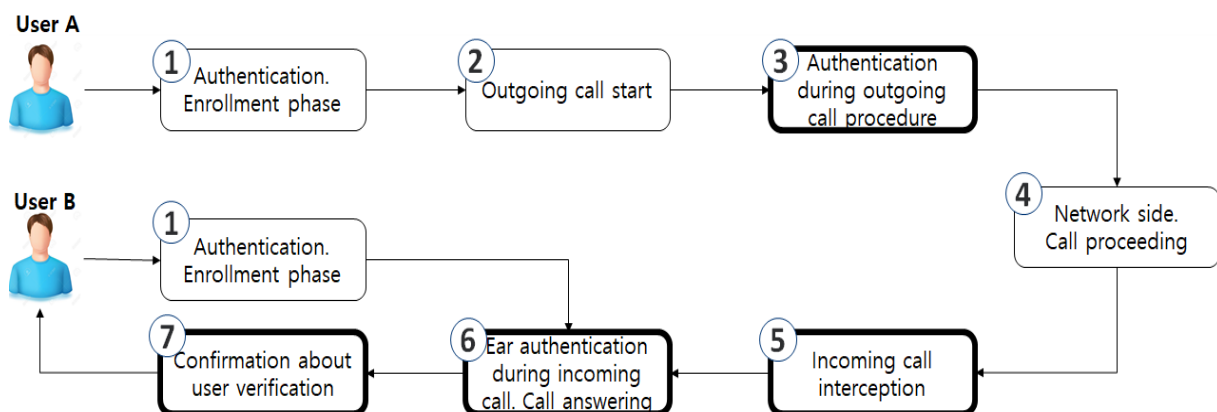 User A
1
Authentication.
Enrollment phase
2
Outgoing call start
3
Authentication
during outgoing
call procedure
4
Network side.
Call proceeding
User B
1
Authentication.
Enrollment phase
7
Confirmation about
user verification
6
Ear authentication
during incoming
call. Call answering
5
Incoming call
interception